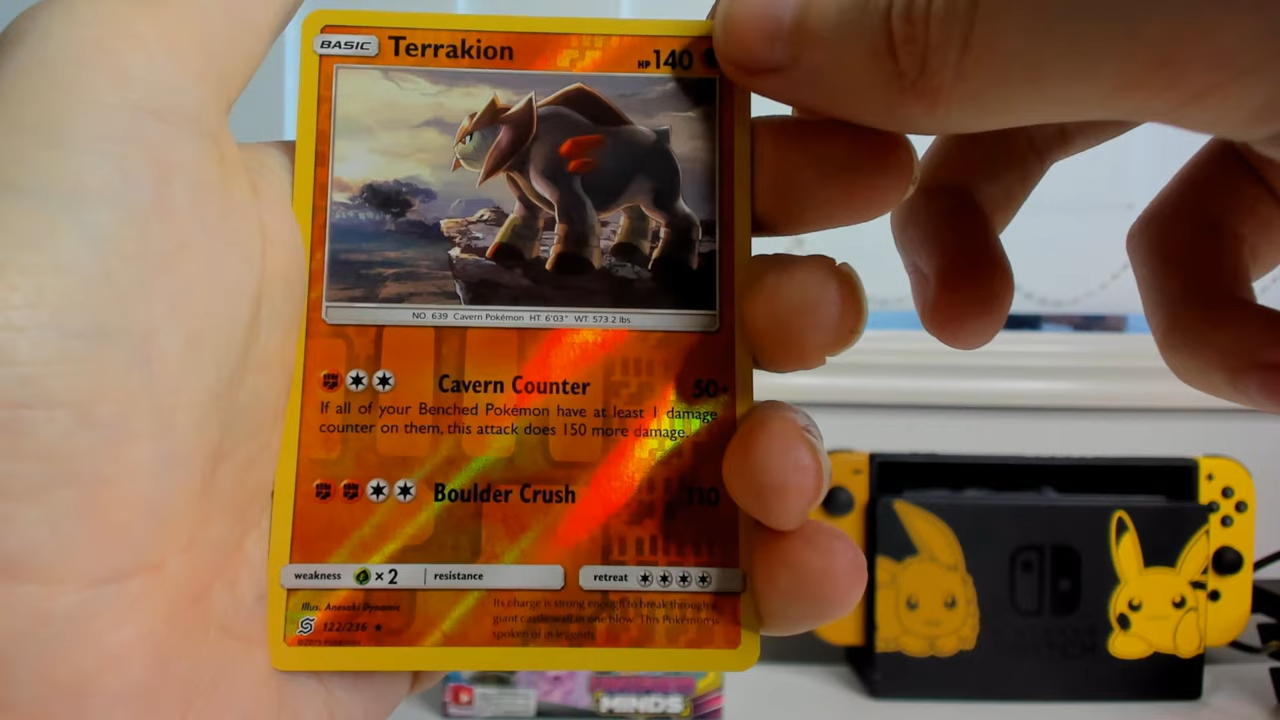 BASIC Terrakion HP 140
NO. 639 Cavern Pokémon HT: 6'03" WT: 573.2 lbs
Cavern Counter 50+
If all of your Benched Pokémon have at least 1 damage
counter on them, this attack does 150 more damage.
Boulder Crush 110
weakness ×2 resistance retreat
Illus. Anesaki Dynamic
122/236 ★
©2019 Pokémon
Its charge is strong enough to break through a
giant castle wall in one blow. This Pokémon is
spoken of in legends.
MINDS